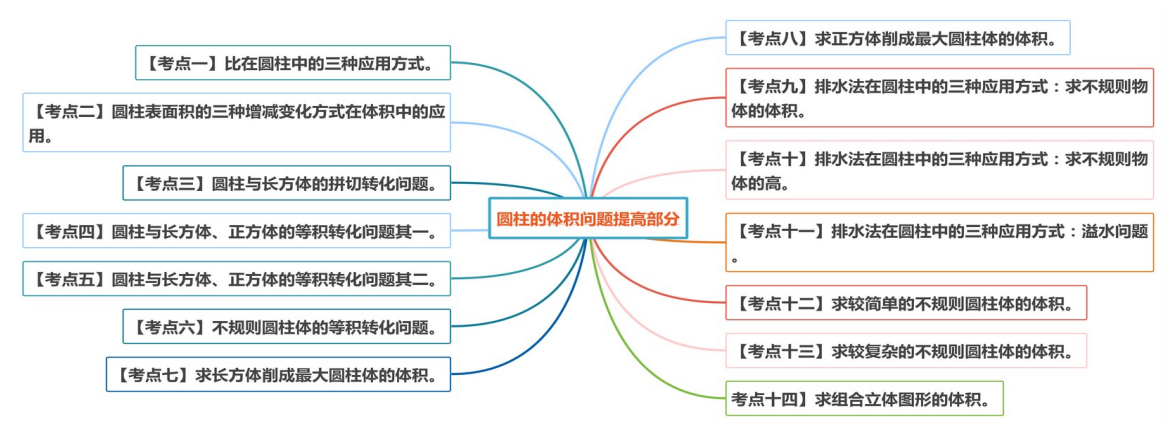 【考点一】比在圆柱中的三种应用方式。
【考点二】圆柱表面积的三种增减变化方式在体积中的应
用。
【考点三】圆柱与长方体的拼切转化问题。
【考点四】圆柱与长方体、正方体的等积转化问题其一。
【考点五】圆柱与长方体、正方体的等积转化问题其二。
【考点六】不规则圆柱体的等积转化问题。
【考点七】求长方体削成最大圆柱体的体积。
圆柱的体积问题提高部分
【考点八】求正方体削成最大圆柱体的体积。
【考点九】排水法在圆柱中的三种应用方式：求不规则物
体的体积。
【考点十】排水法在圆柱中的三种应用方式：求不规则物
体的高。
【考点十一】排水法在圆柱中的三种应用方式：溢水问题
。
【考点十二】求较简单的不规则圆柱体的体积。
【考点十三】求较复杂的不规则圆柱体的体积。
考点十四】求组合立体图形的体积。